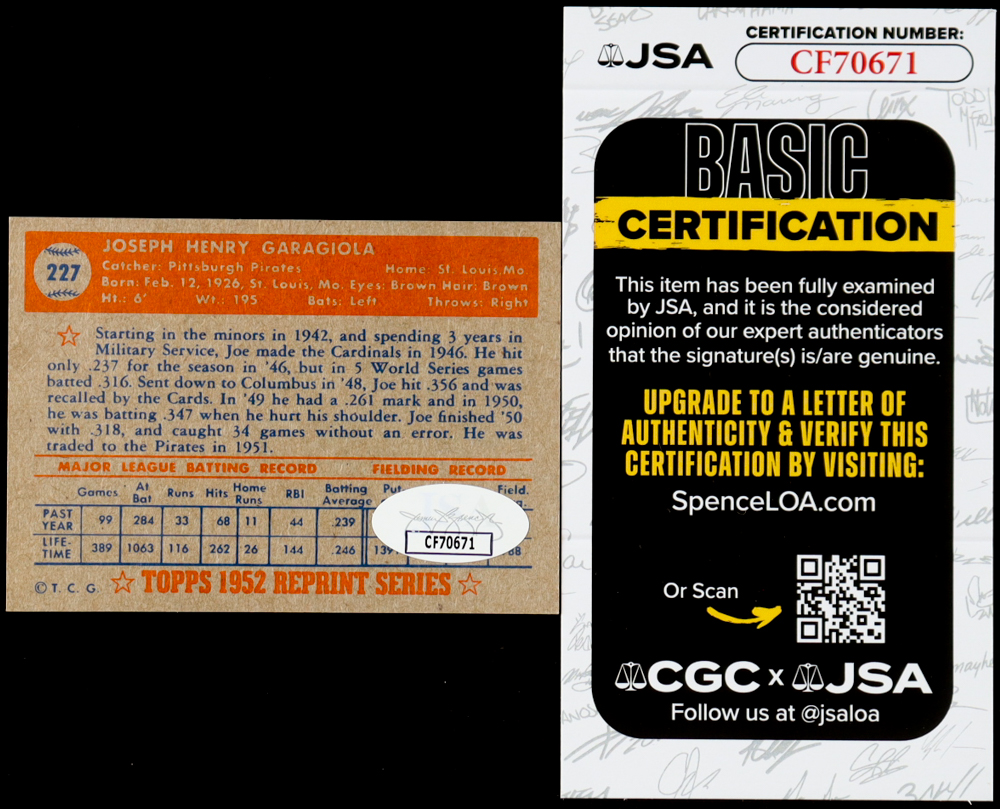 227
JOSEPH HENRY GARAGIOLA
Catcher: Pittsburgh Pirates Home: St. Louis, Mo
Born: Feb. 12, 1926, St. Louis, Mo. Eyes: Brown Hair: Brown
Ht.: 6' Wt.: 195 Bats: Left Throws: Right
Starting in the minors in 1942, and spending 3 years in
Military Service, Joe made the Cardinals in 1946. He hit
only .237 for the season in '46, but in 5 World Series games
batted .316. Sent down to Columbus in '48, Joe hit .356 and was
recalled by the Cards. In '49 he had a .261 mark and in 1950,
he was batting .347 when he hurt his shoulder. Joe finished '50
with .318, and caught 34 games without an error. He was
traded to the Pirates in 1951.
MAJOR LEAGUE BATTING RECORD FIELDING RECORD
Games At Bat Runs Hits Home Runs RBI Batting Average Put Field.
PAST YEAR 99 284 33 68 11 44 .239
LIFE-TIME 389 1063 116 262 26 144 .246
CF70671
© T. C. G. TOPPS 1952 REPRINT SERIES
JSA
CERTIFICATION NUMBER:
CF70671
BASIC
CERTIFICATION
This item has been fully examined
by JSA, and it is the considered
opinion of our expert authenticators
that the signature(s) is/are genuine.
UPGRADE TO A LETTER OF
AUTHENTICITY & VERIFY THIS
CERTIFICATION BY VISITING:
SpenceLOA.com
Or Scan
CGC x JSA
Follow us at @jsaloa